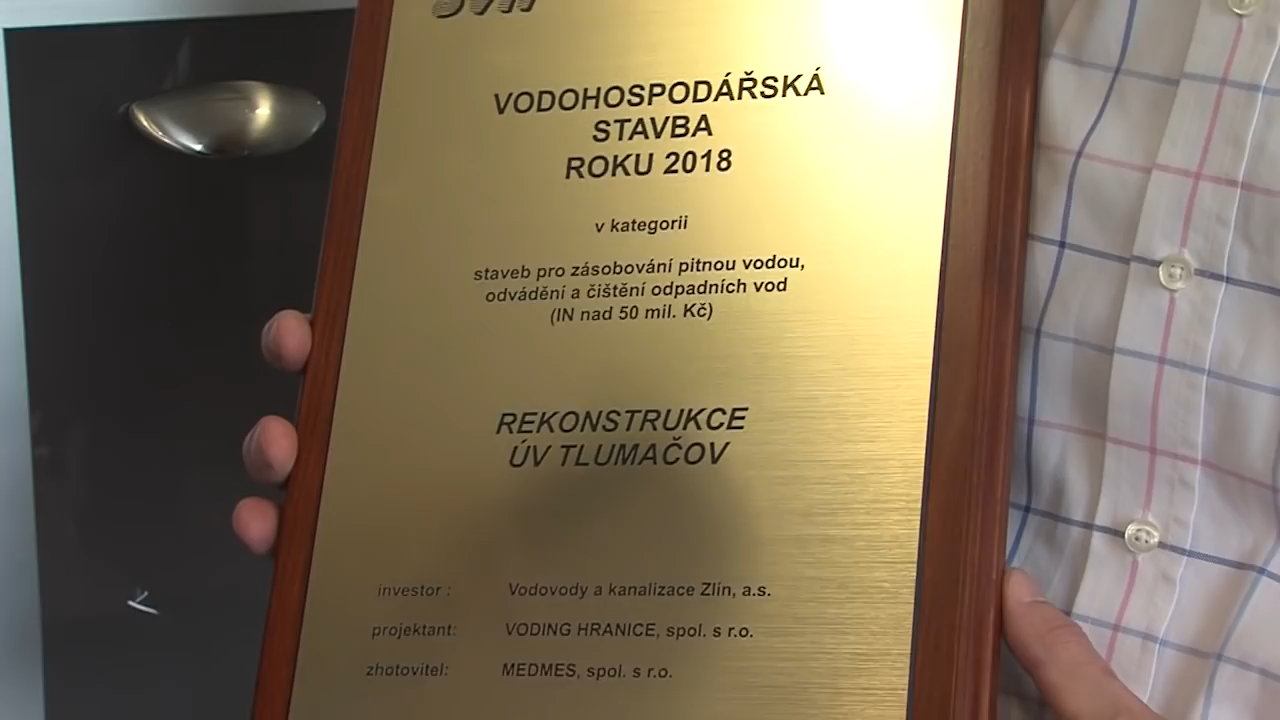 VODOHOSPODÁŘSKÁ
STAVBA
ROKU 2018
v kategorii
staveb pro zásobování pitnou vodou,
odvádění a čištění odpadních vod
(IN nad 50 mil. Kč)
REKONSTRUKCE
ÚV TLUMAČOV
investor : Vodovody a kanalizace Zlín, a.s.
projektant: VODING HRANICE, spol. s r.o.
zhotovitel: MEDMES, spol. s r.o.